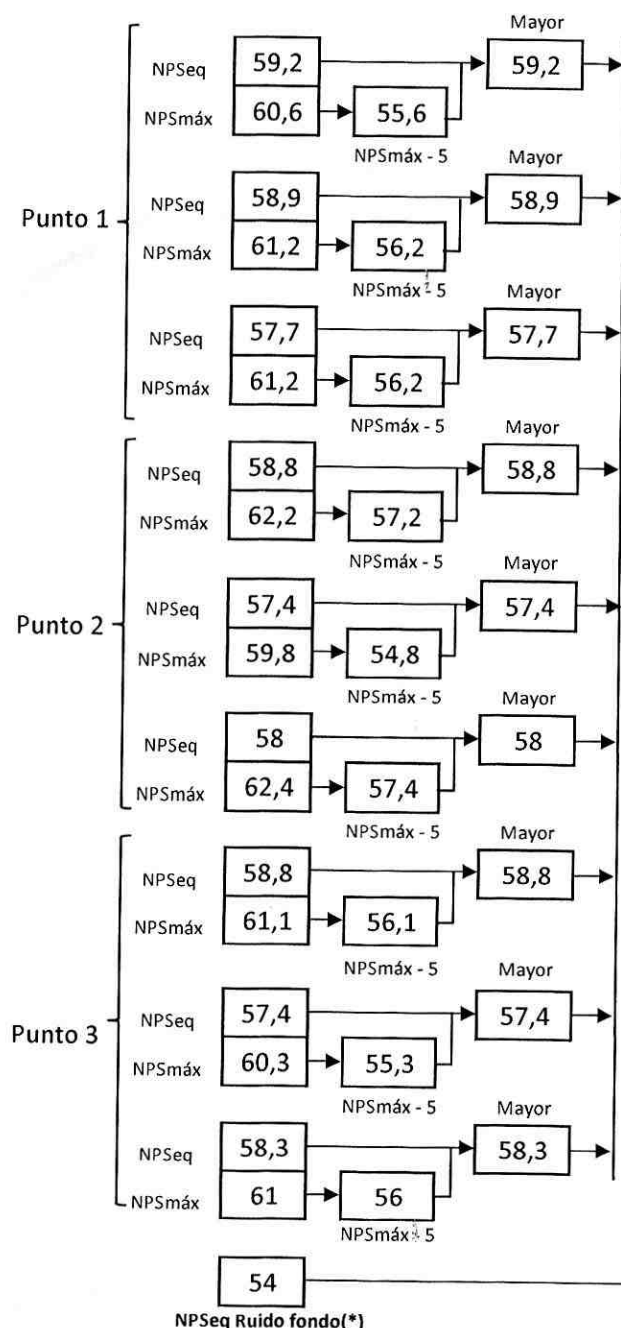 Mayor
NPSeq 59,2 59,2
NPSmáx 60,6 55,6
NPSmáx - 5
Mayor
NPSeq 58,9 58,9
Punto 1
NPSmáx 61,2 56,2
NPSmáx - 5
Mayor
NPSeq 57,7 57,7
NPSmáx 61,2 56,2
NPSmáx - 5
Mayor
NPSeq 58,8 58,8
NPSmáx 62,2 57,2
NPSmáx - 5
Mayor
NPSeq 57,4 57,4
Punto 2
NPSmáx 59,8 54,8
NPSmáx - 5
Mayor
NPSeq 58 58
NPSmáx 62,4 57,4
NPSmáx - 5
Mayor
NPSeq 58,8 58,8
NPSmáx 61,1 56,1
NPSmáx - 5
Mayor
NPSeq 57,4 57,4
Punto 3
NPSmáx 60,3 55,3
NPSmáx - 5
Mayor
NPSeq 58,3 58,3
NPSmáx 61 56
NPSmáx - 5
54
NPSeq Ruido fondo(*)